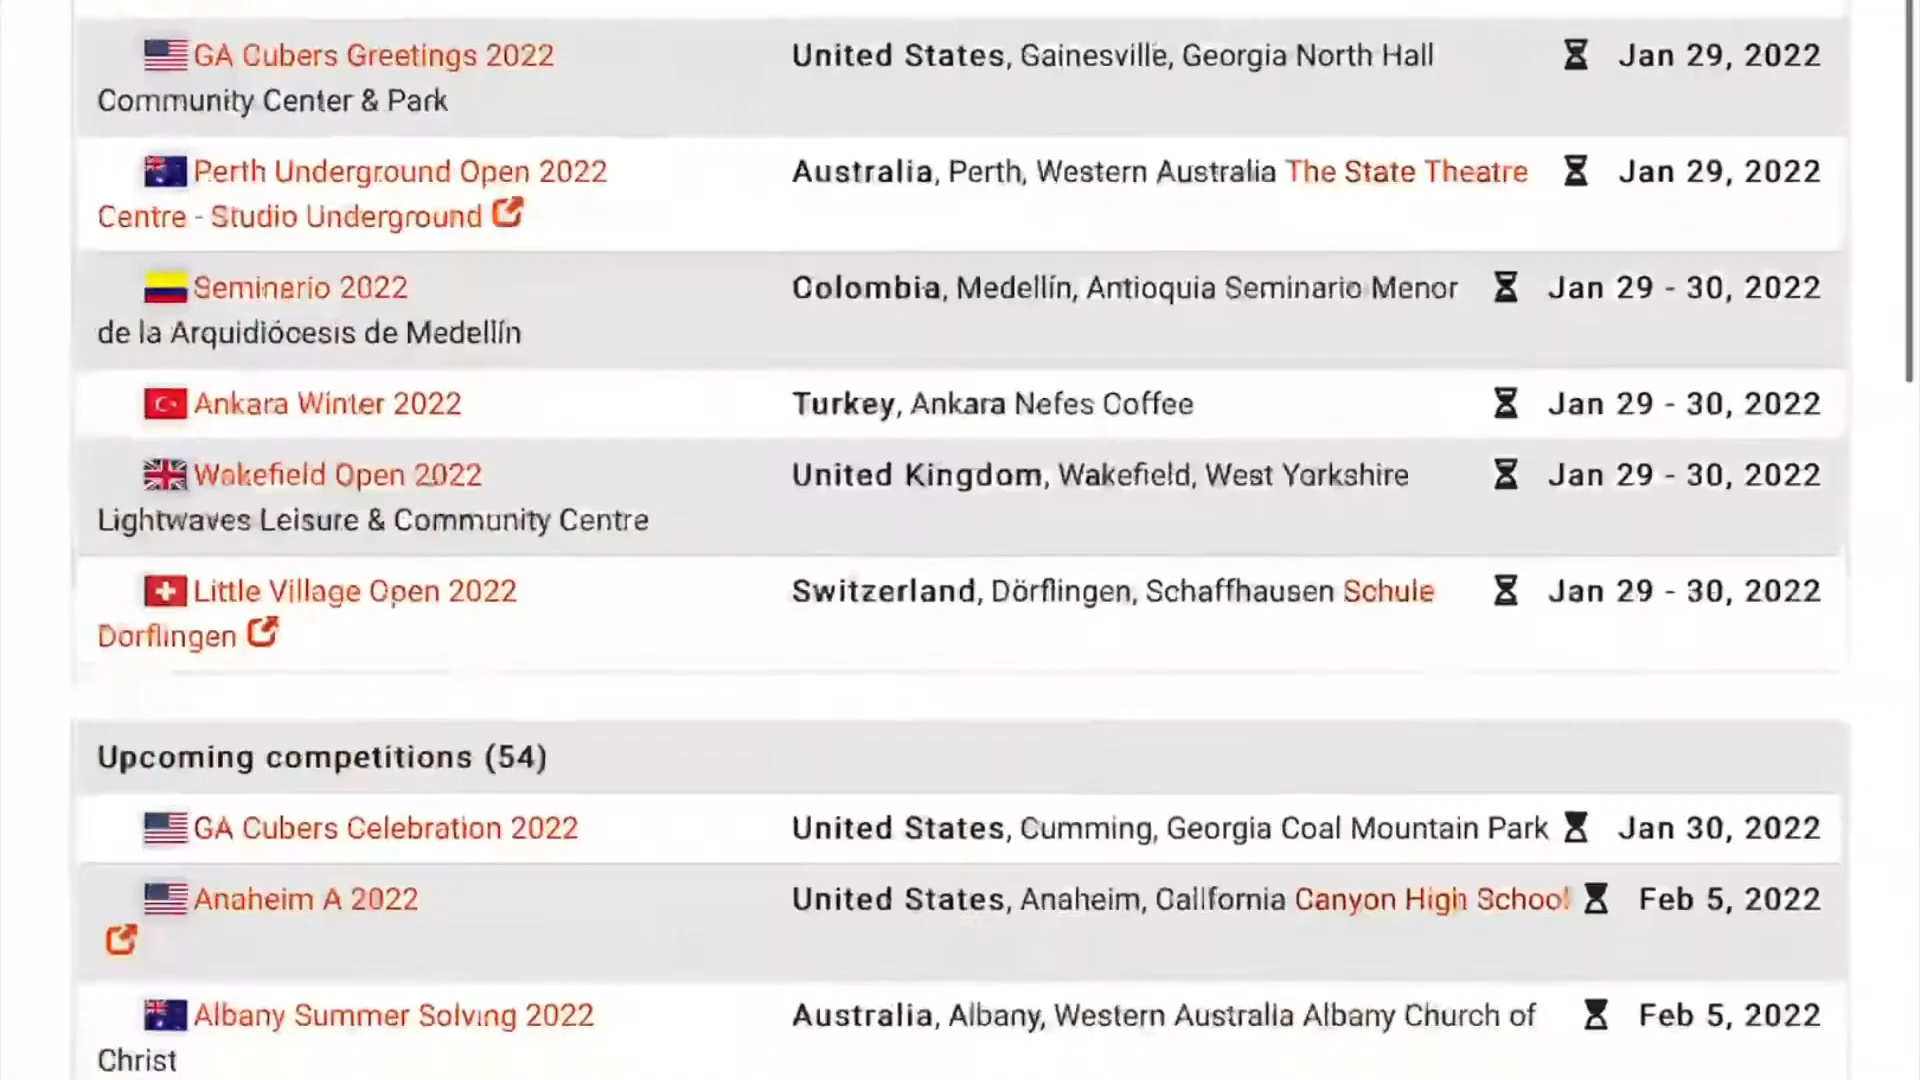 GA Cubers Greetings 2022 United States, Gainesville, Georgia North Hall Jan 29, 2022
Community Center & Park
Perth Underground Open 2022 Australia, Perth, Western Australia The State Theatre Jan 29, 2022
Centre - Studio Underground
Seminario 2022 Colombia, Medellín, Antioquia Seminario Menor Jan 29 - 30, 2022
de la Arquidiócesis de Medellín
Ankara Winter 2022 Turkey, Ankara Nefes Coffee Jan 29 - 30, 2022
Wakefield Open 2022 United Kingdom, Wakefield, West Yorkshire Jan 29 - 30, 2022
Lightwaves Leisure & Community Centre
Little Village Open 2022 Switzerland, Dörflingen, Schaffhausen Schule Jan 29 - 30, 2022
Dörflingen
Upcoming competitions (54)
GA Cubers Celebration 2022 United States, Cumming, Georgia Coal Mountain Park Jan 30, 2022
Anaheim A 2022 United States, Anaheim, California Canyon High School Feb 5, 2022
Albany Summer Solving 2022 Australia, Albany, Western Australia Albany Church of Feb 5, 2022
Christ